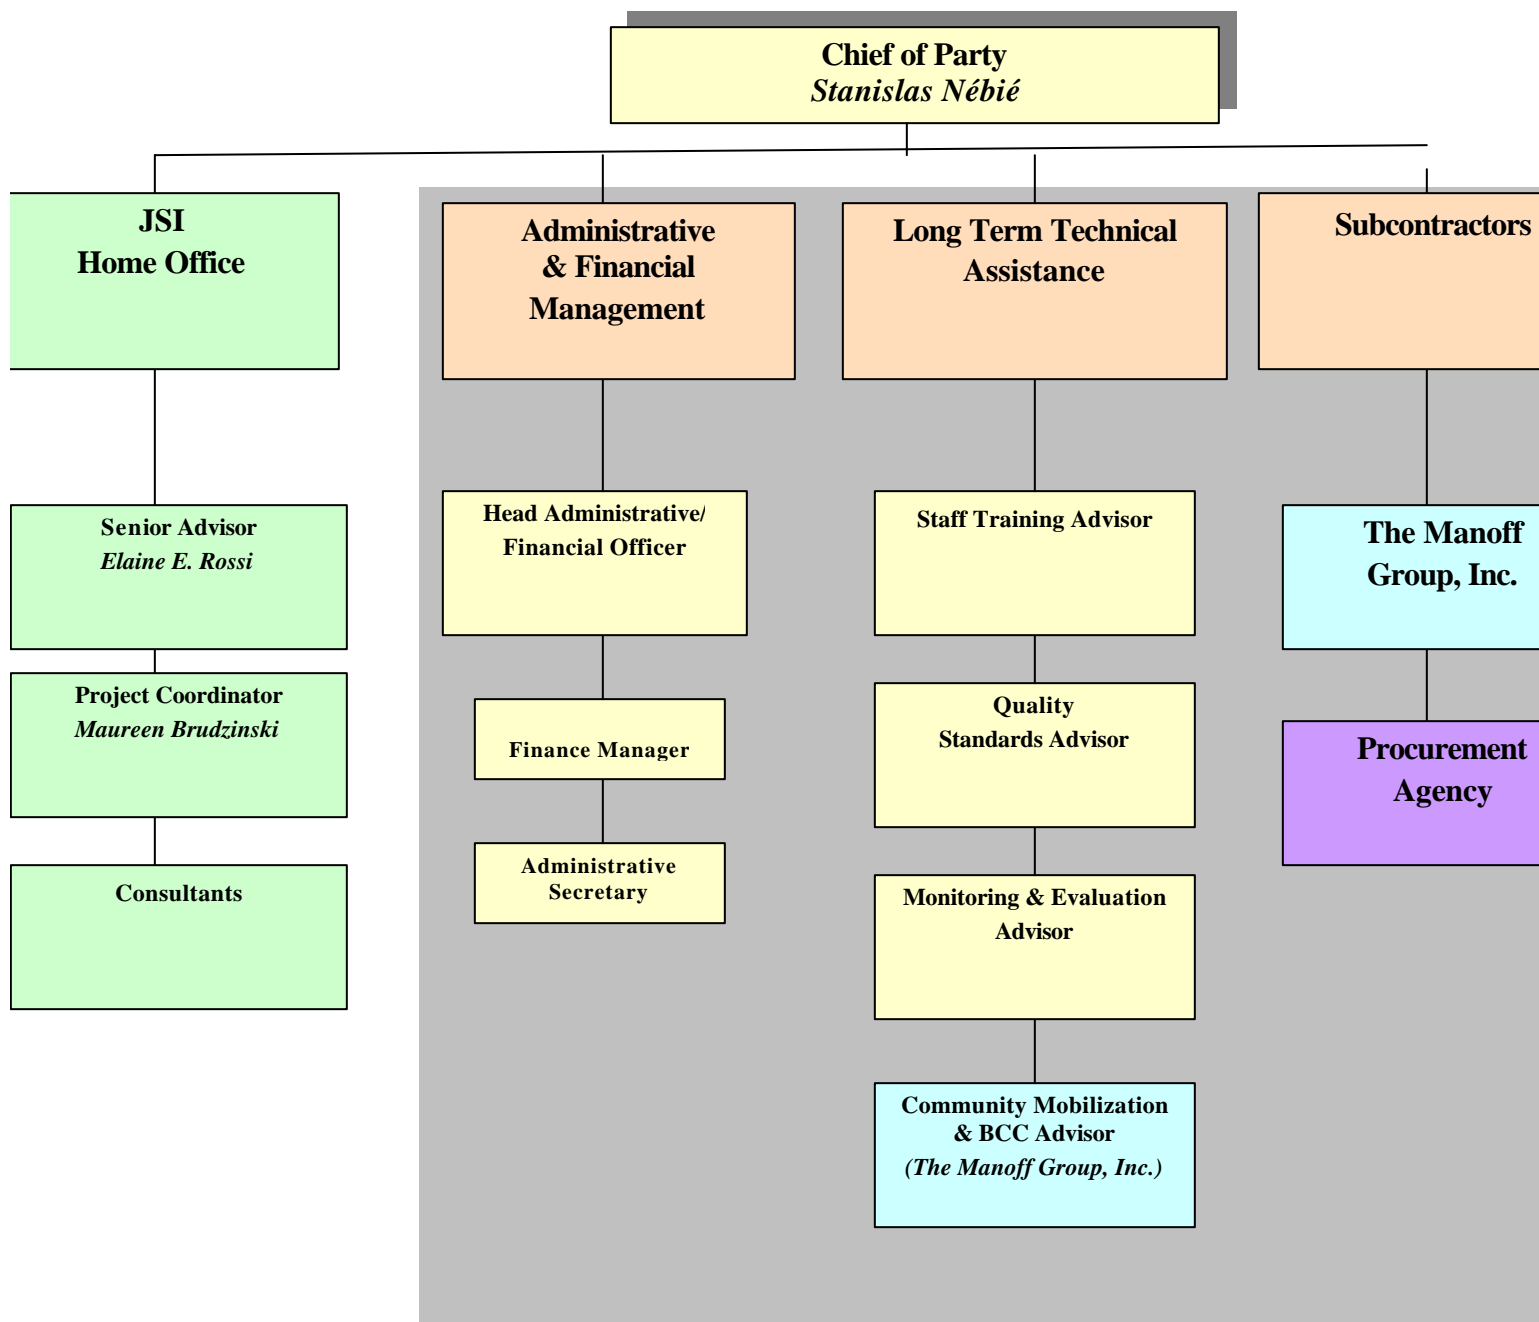 Chief of Party
Stanislas Nébié
JSI
Home Office
Administrative
& Financial
Management
Long Term Technical
Assistance
Subcontractors
Senior Advisor
Elaine E. Rossi
Project Coordinator
Maureen Brudzinski
Consultants
Head Administrative/
Financial Officer
Finance Manager
Administrative
Secretary
Staff Training Advisor
Quality
Standards Advisor
Monitoring & Evaluation
Advisor
Community Mobilization
& BCC Advisor
(The Manoff Group, Inc.)
The Manoff
Group, Inc.
Procurement
Agency